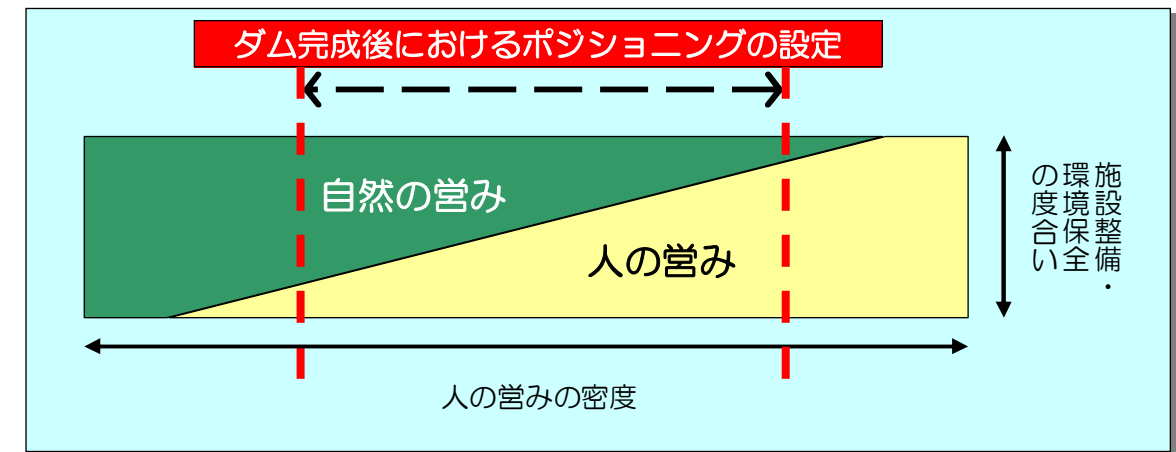 ダム完成後におけるポジショニングの設定
自然の営み
人の営み
施設整備・
環境保全
の度合い
人の営みの密度